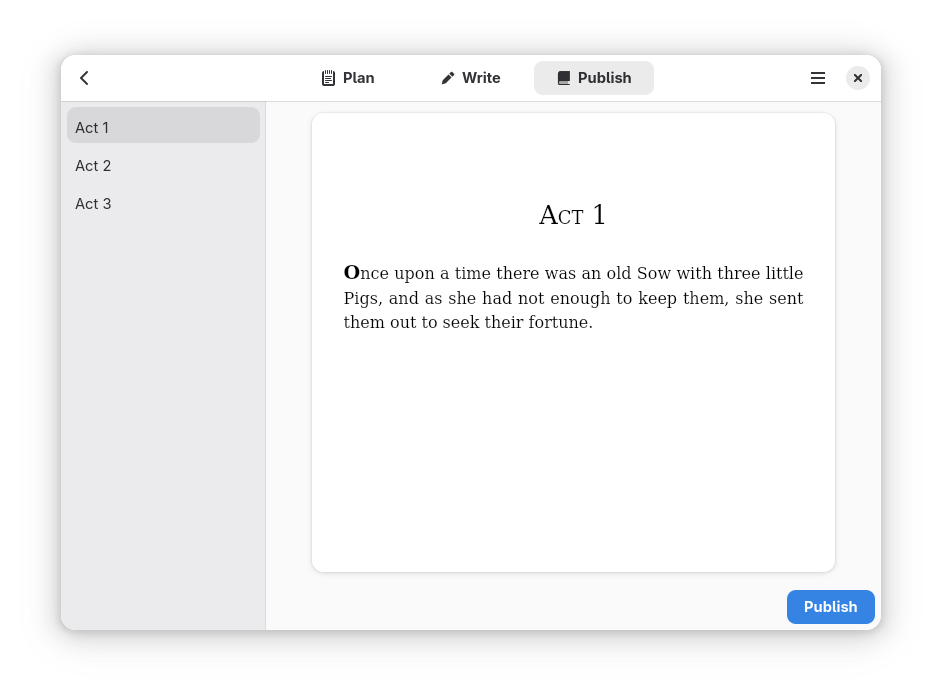 Plan
Write
Publish
Act 1
Act 2
Act 3
Act 1
Once upon a time there was an old Sow with three little
Pigs, and as she had not enough to keep them, she sent
them out to seek their fortune.
Publish